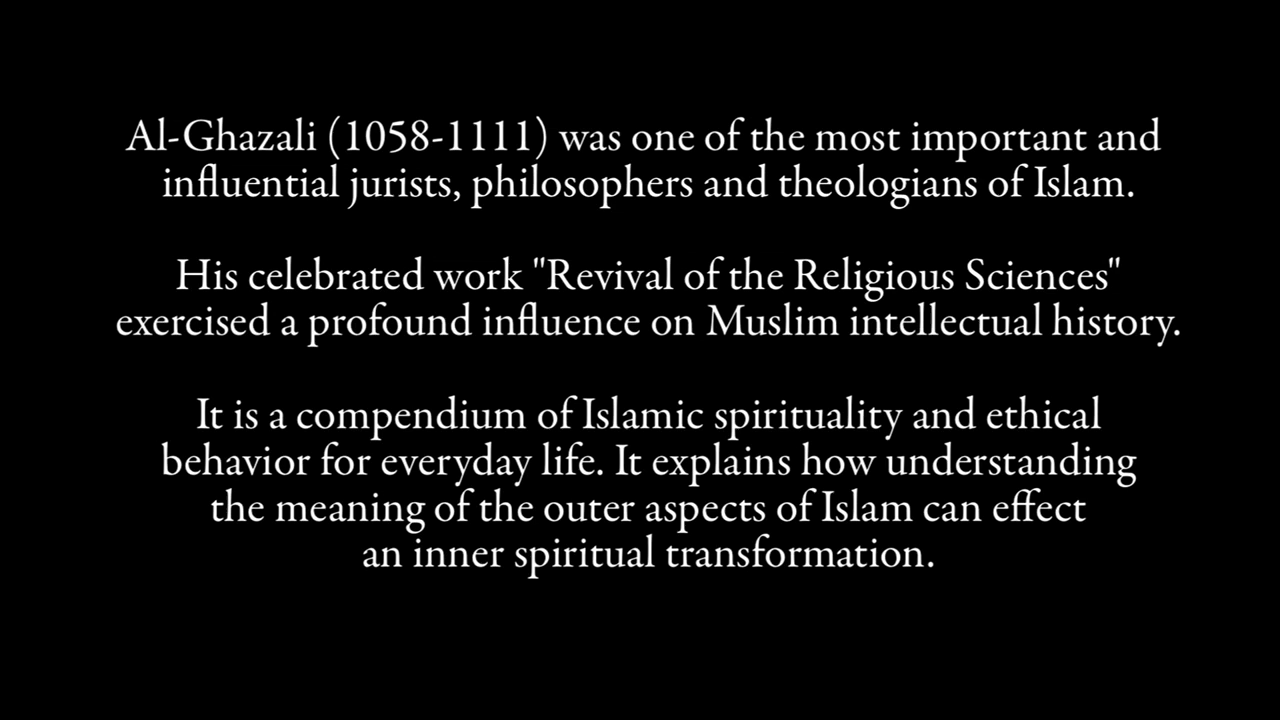 Al-Ghazali (1058-1111) was one of the most important and
influential jurists, philosophers and theologians of Islam.
His celebrated work "Revival of the Religious Sciences"
exercised a profound influence on Muslim intellectual history.
It is a compendium of Islamic spirituality and ethical
behavior for everyday life. It explains how understanding
the meaning of the outer aspects of Islam can effect
an inner spiritual transformation.